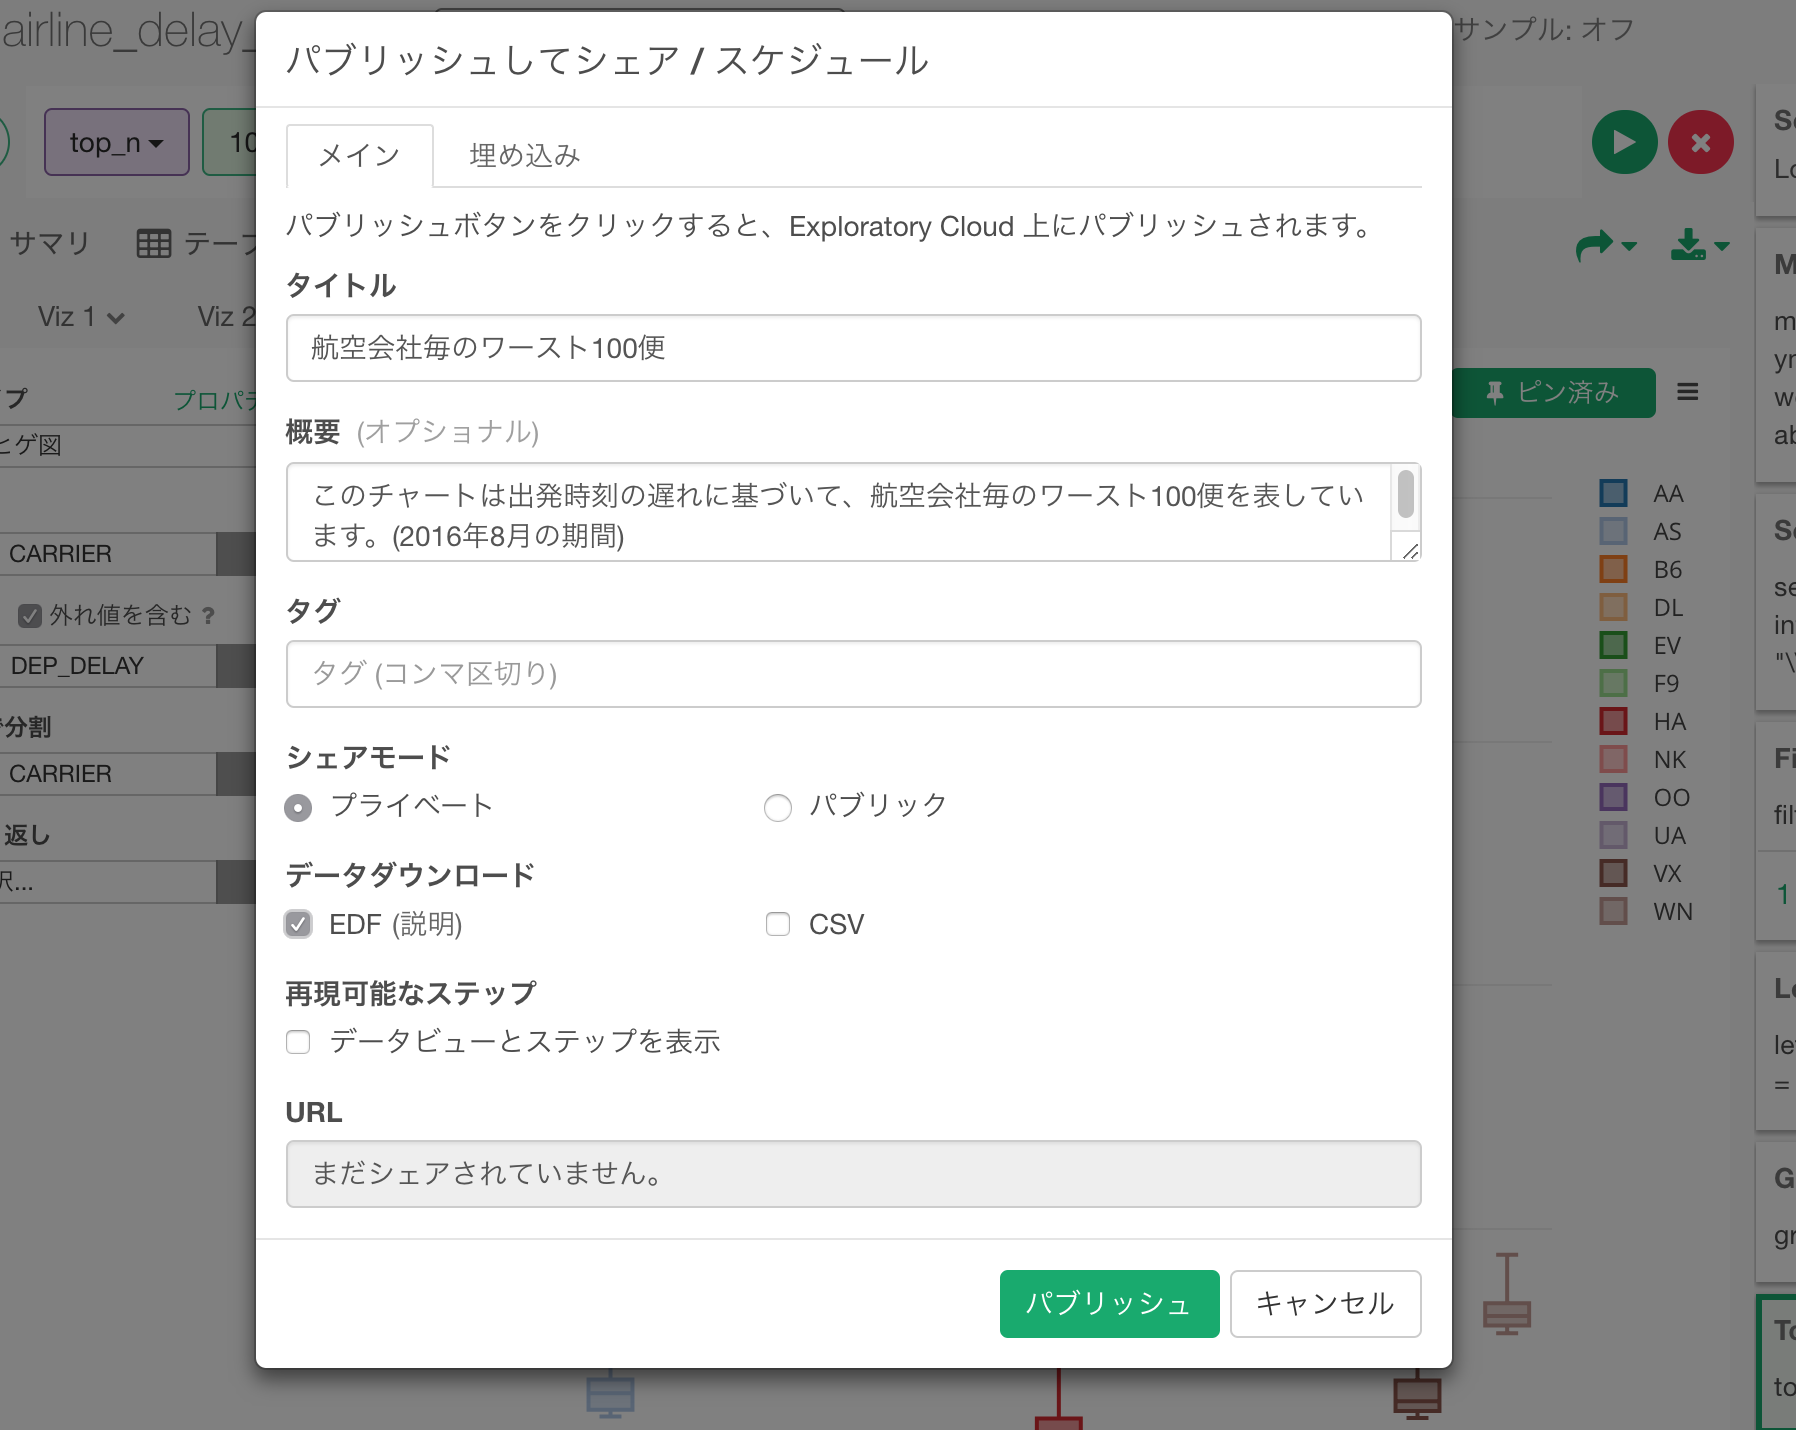 airline_delay_
サンプル: オフ
パブリッシュしてシェア / スケジュール
top_n
10
メイン
埋め込み
パブリッシュボタンをクリックすると、Exploratory Cloud 上にパブリッシュされます。
サマリ
テーブ
Viz 1
Viz 2
タイトル
航空会社毎のワースト100便
プ
プロパテ
ピン済み
概要 (オプショナル)
ヒゲ図
このチャートは出発時刻の遅れに基づいて、航空会社毎のワースト100便を表してい
ます。(2016年8月の期間)
CARRIER
外れ値を含む ?
DEP_DELAY
タグ
タグ (コンマ区切り)
で分割
CARRIER
シェアモード
プライベート
パブリック
り返し
択...
データダウンロード
EDF (説明)
CSV
再現可能なステップ
データビューとステップを表示
URL
まだシェアされていません。
パブリッシュ
キャンセル
AA
AS
B6
DL
EV
F9
HA
NK
OO
UA
VX
WN
Lo
M
ab
se
in
Fi
fil
1
Le
le
=
G
gr
To
to